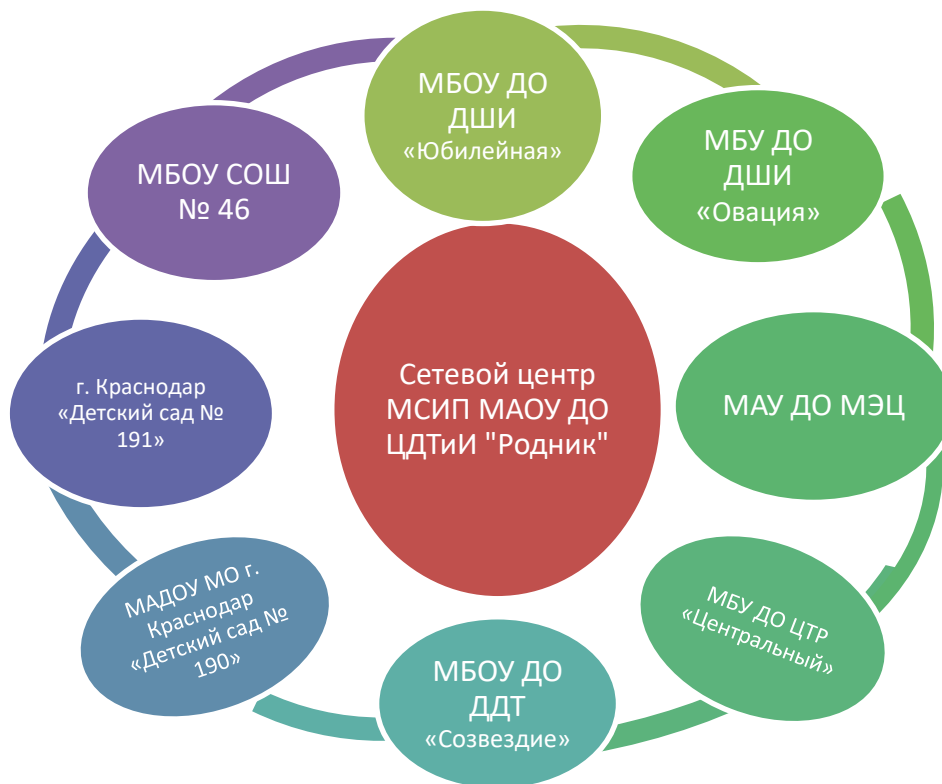 МБОУ ДО
ДШИ
«Юбилейная»
МБУ ДО
ДШИ
«Овация»
МАУ ДО МЭЦ
МБУ ДО ЦТР
«Центральный»
МБОУ ДО
ДДТ
«Созвездие»
МАДОУ МО г.
Краснодар
«Детский сад №
190»
г. Краснодар
«Детский сад №
191»
МБОУ СОШ
№ 46
Сетевой центр
МСИП МАОУ ДО
ЦДТиИ "Родник"